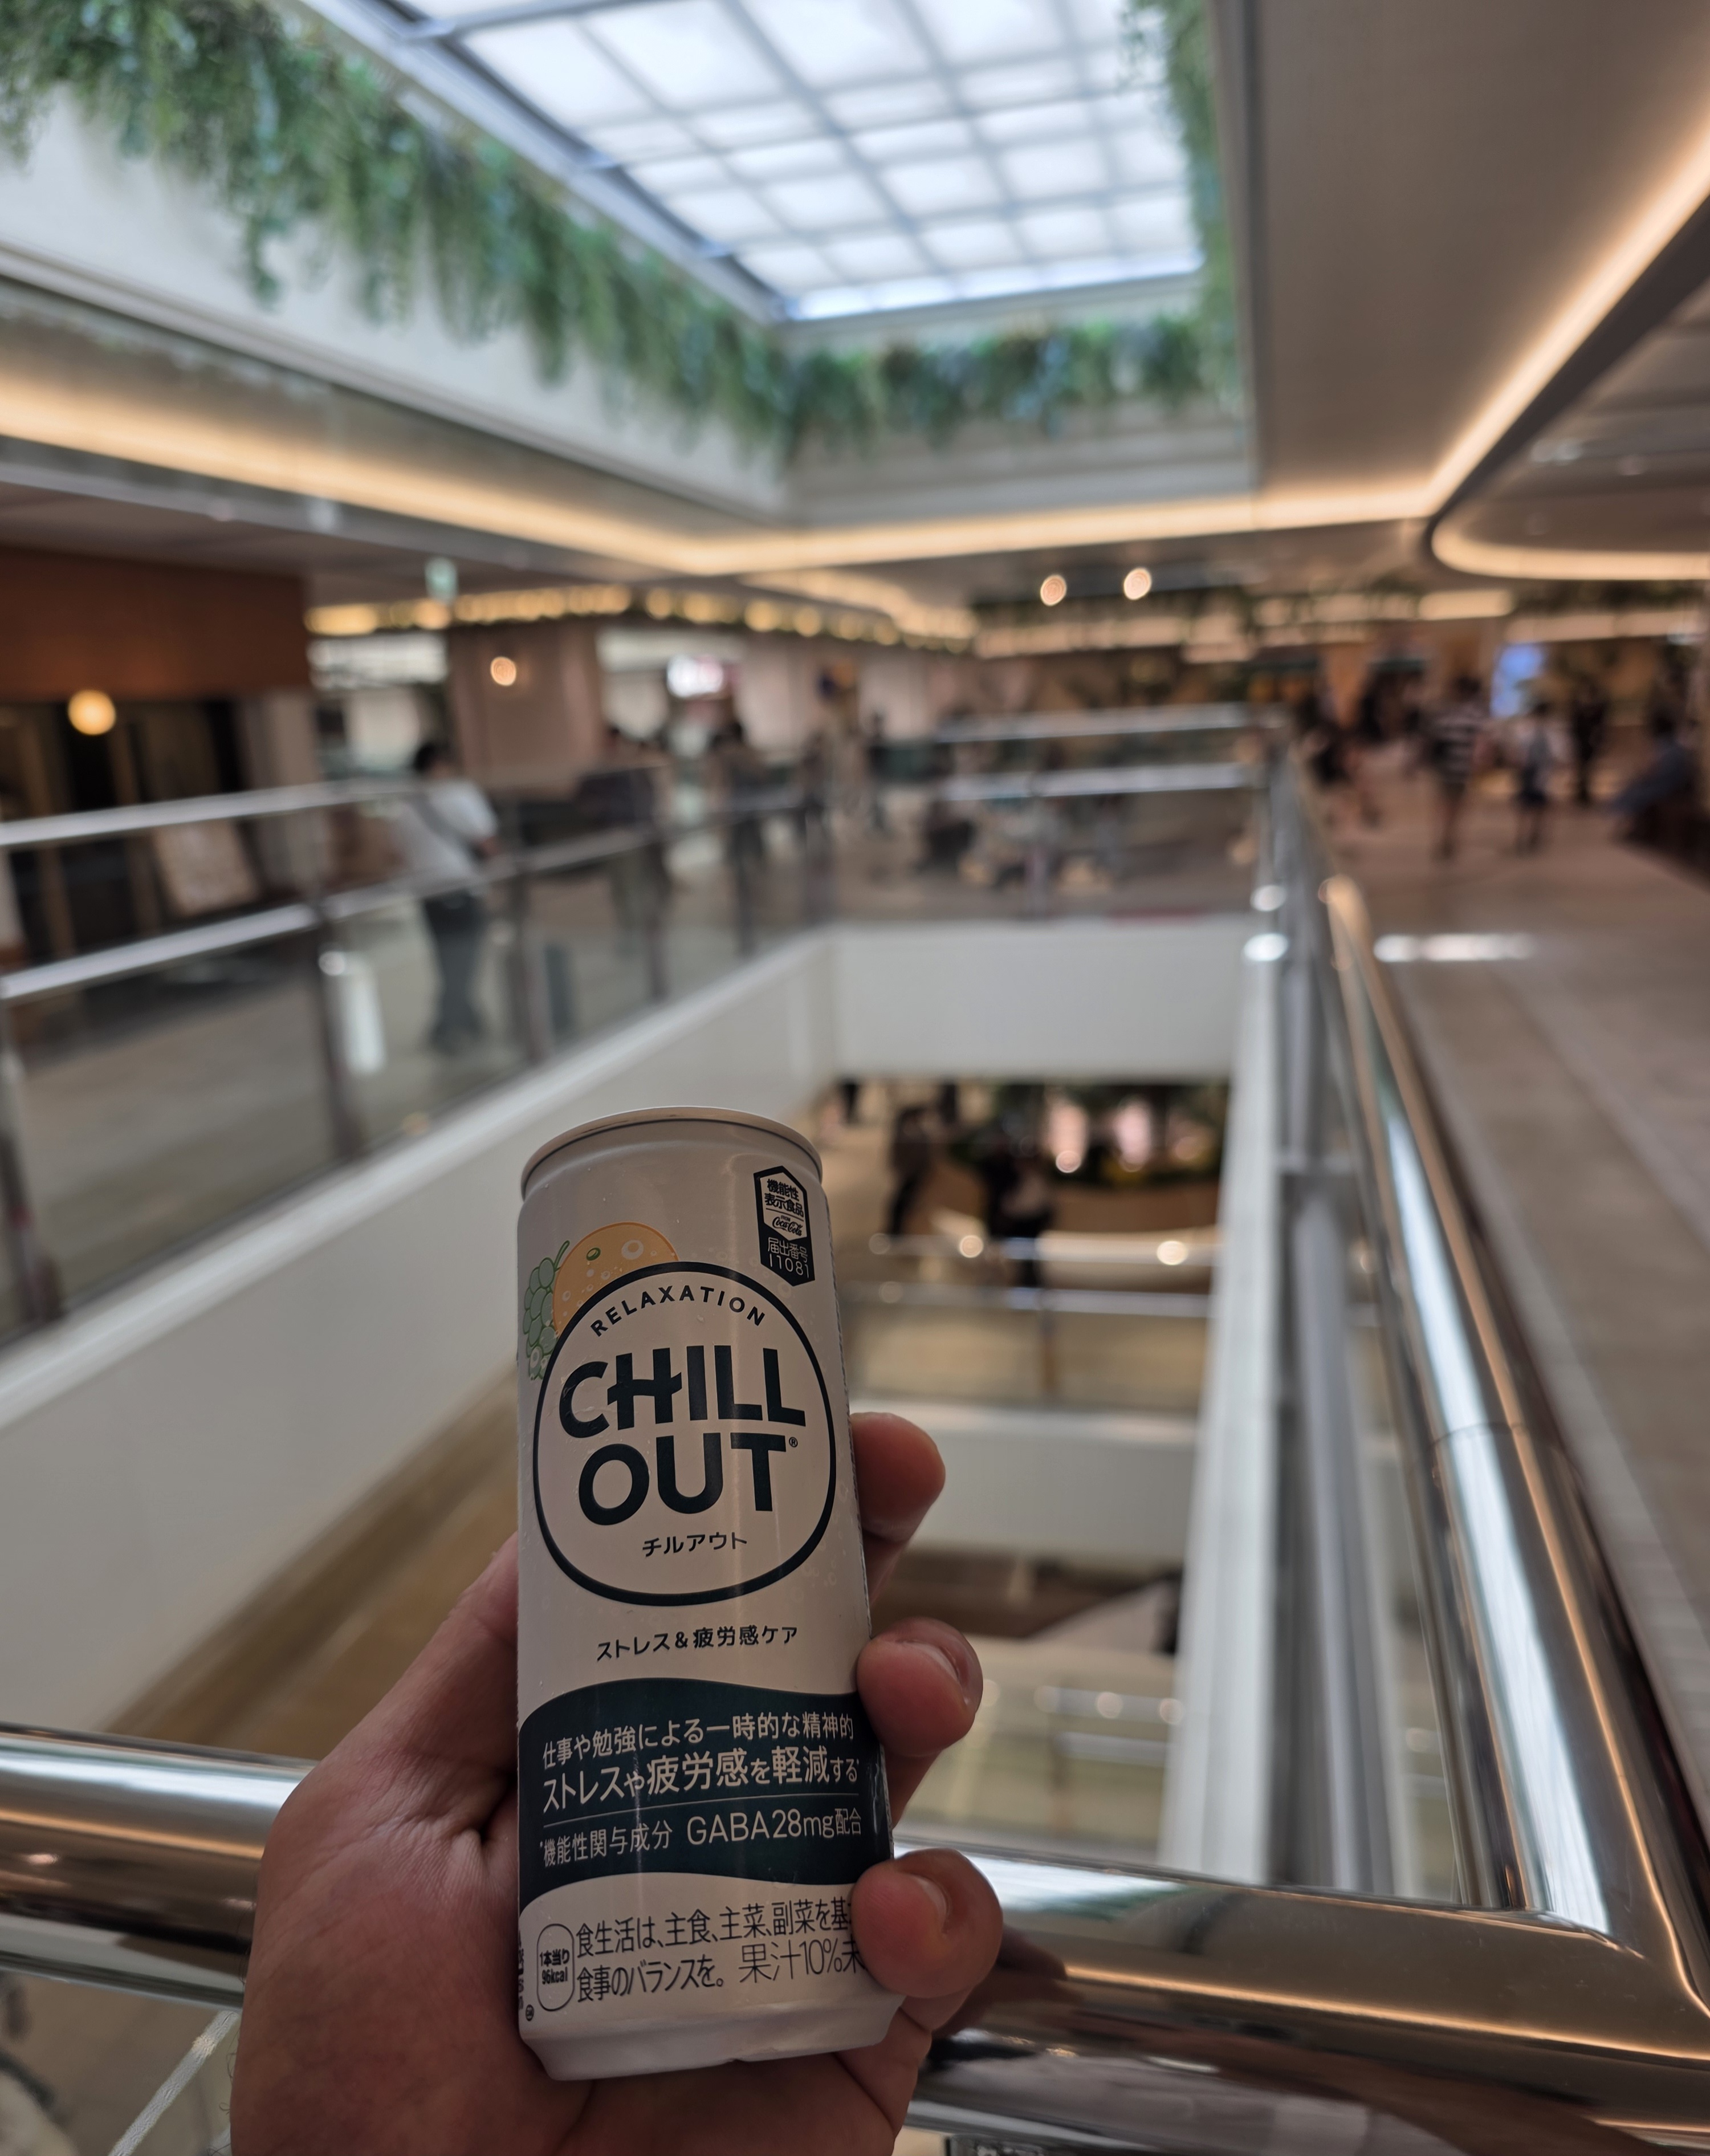 機能性
表示食品
Coca-Cola
届出番号
I1081
RELAXATION
CHILL
OUT®
チルアウト
ストレス&疲労感ケア
仕事や勉強による一時的な精神的
ストレスや疲労感を軽減する*
*機能性関与成分 GABA28mg配合
1本当り
95kcal
食生活は、主食、主菜、副菜を基
食事のバランスを。 果汁10%未